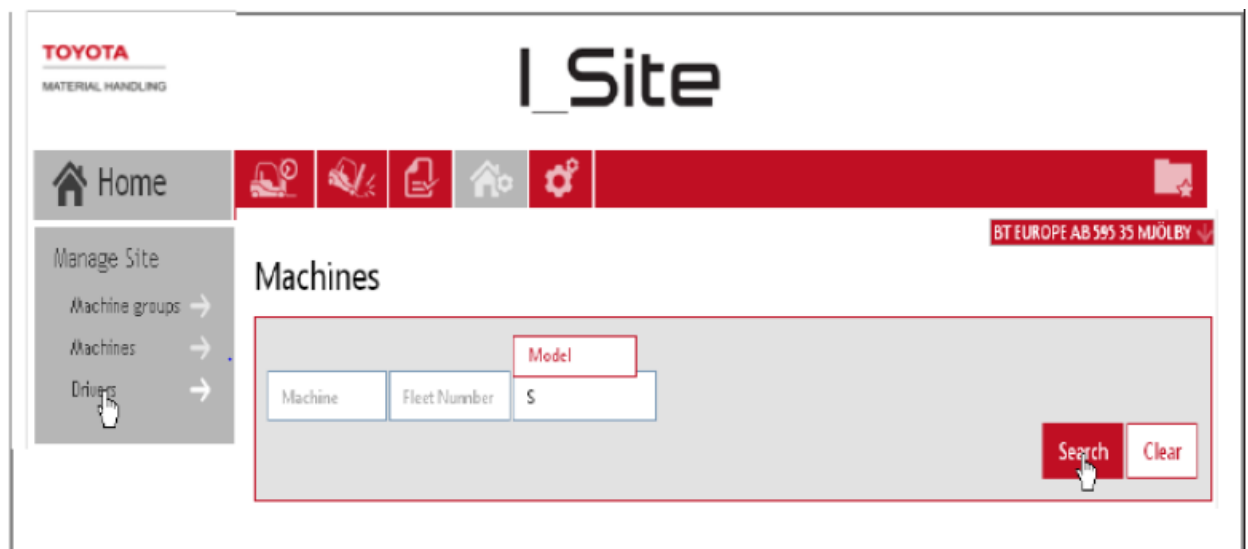 TOYOTA
MATERIAL HANDLING
I_Site
Home
BT EUROPE AB 595 35 MJÖLBY
Manage Site
Machine groups
Machines
Drivers
Machines
Model
Machine
Fleet Nunnber
S
Search
Clear